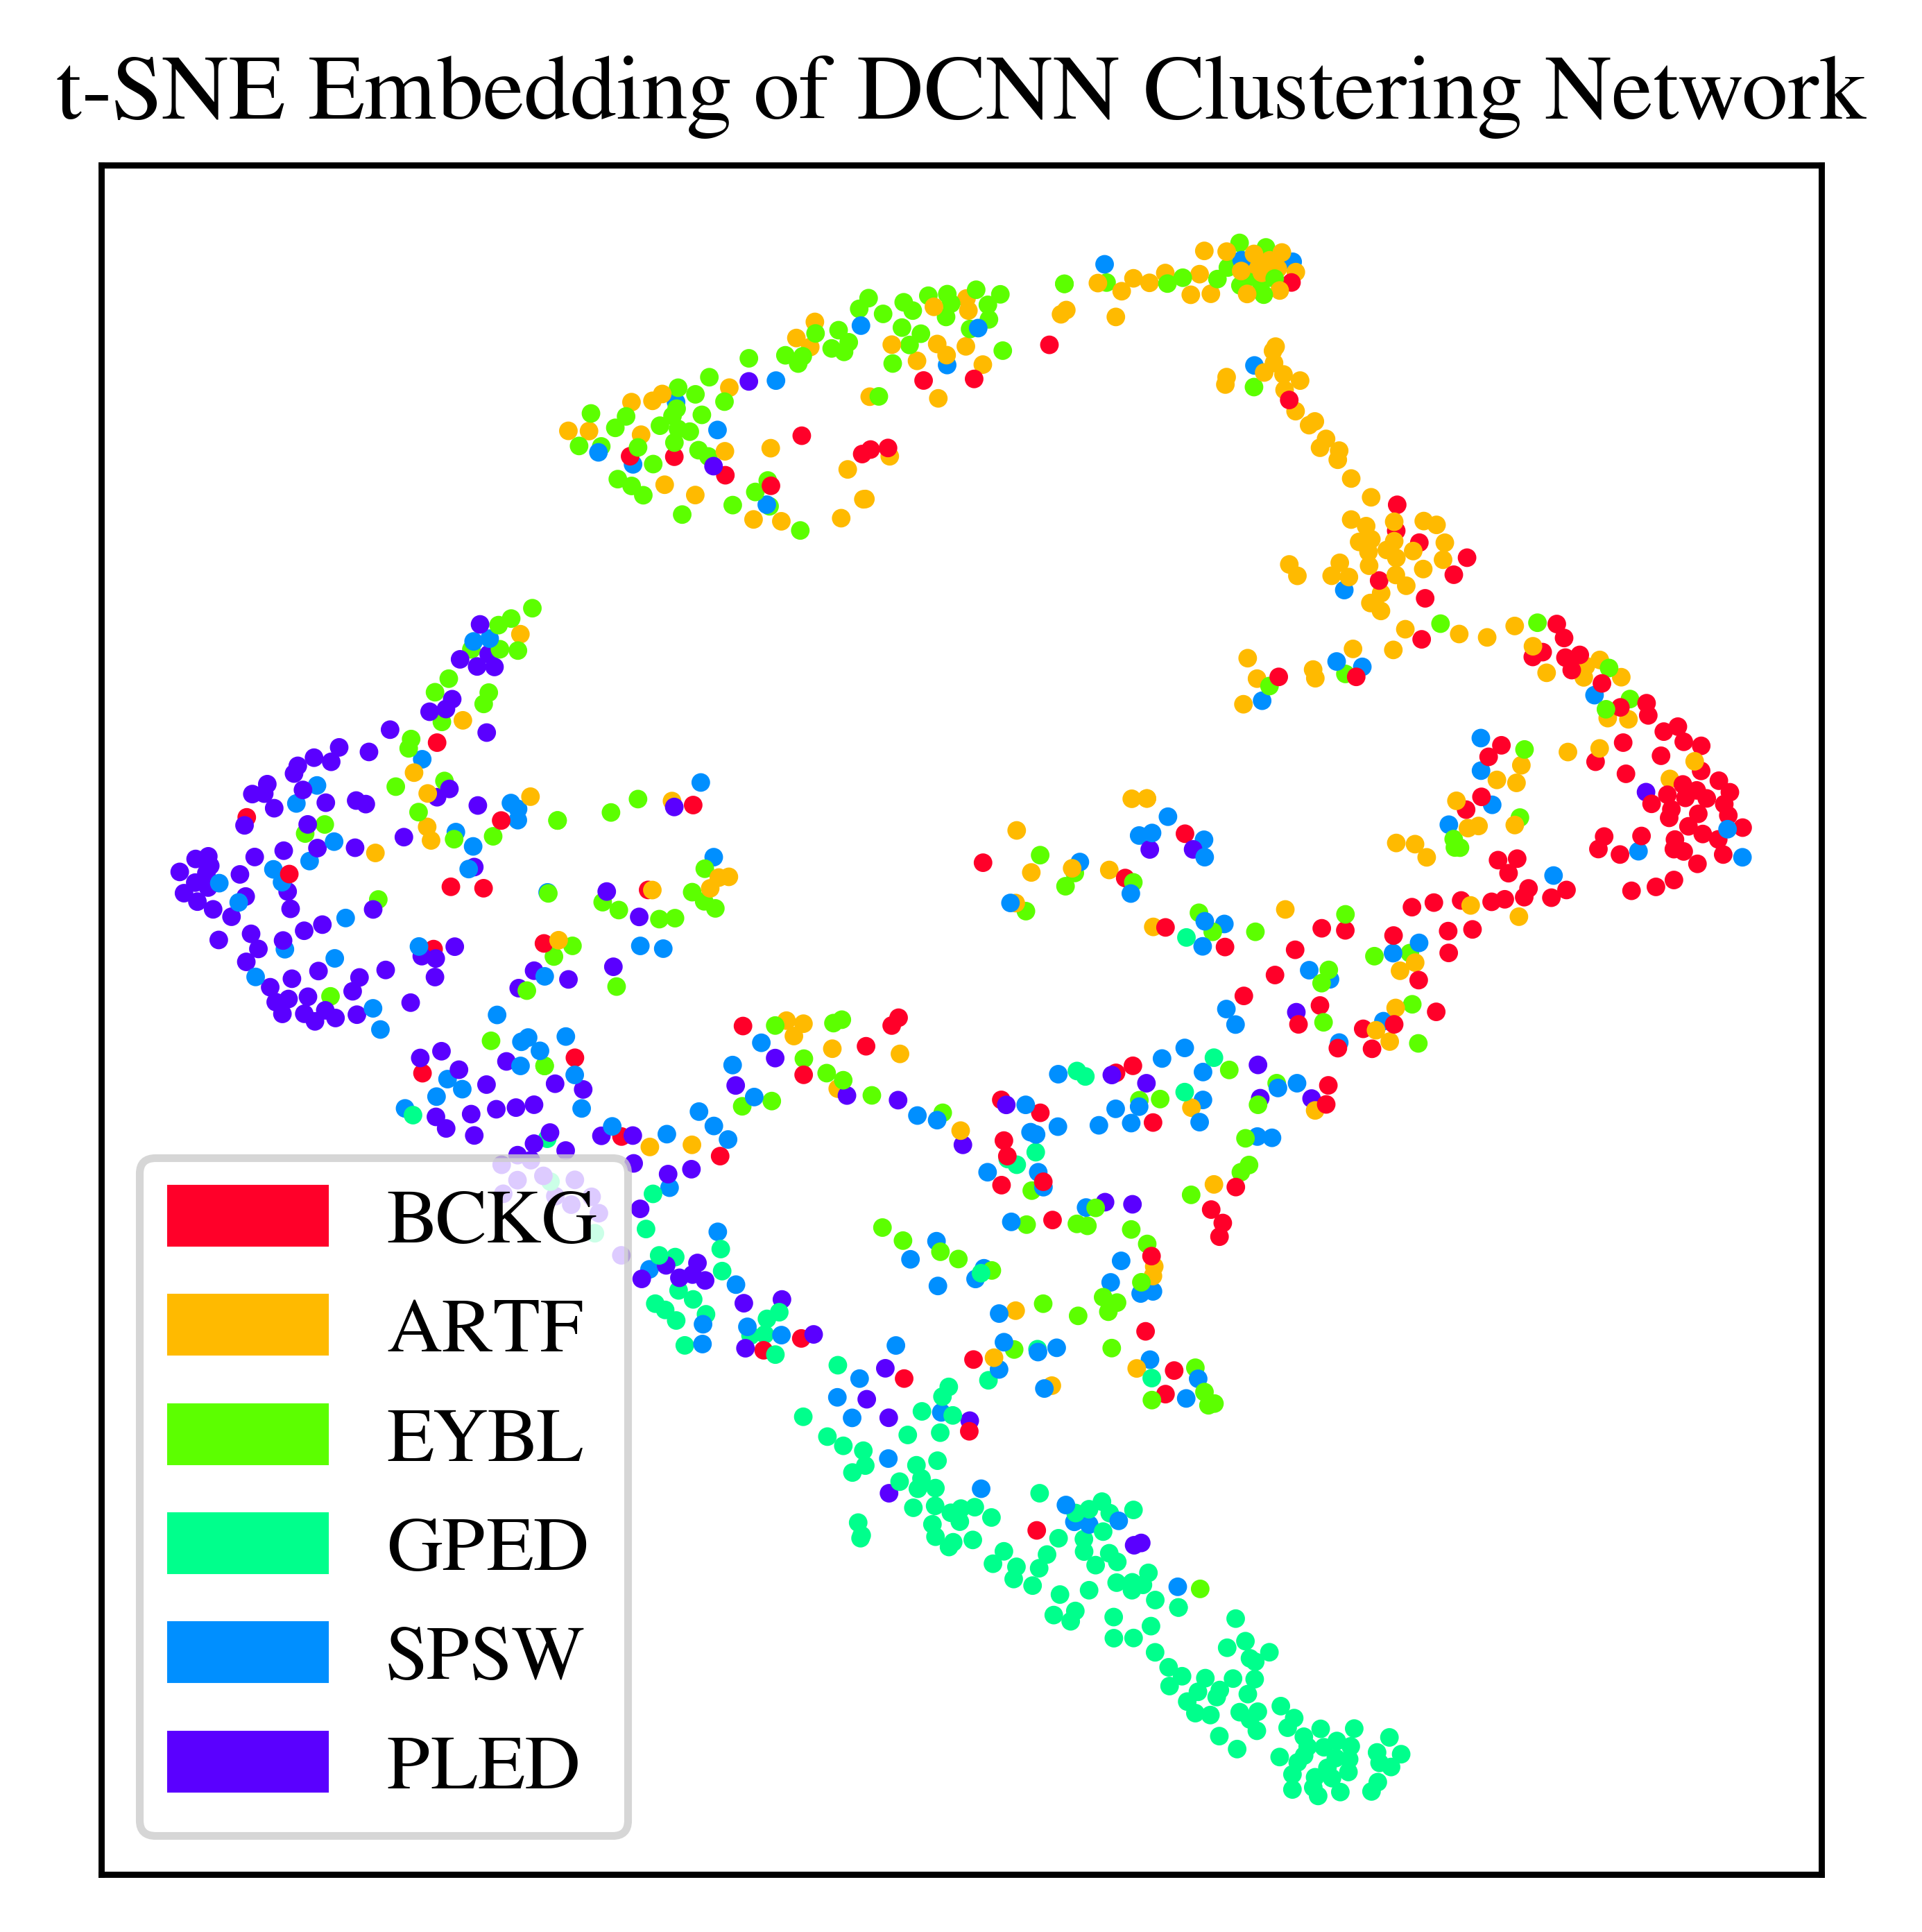 t-SNE Embedding of DCNN Clustering Network
BCKG
ARTF
EYBL
GPED
SPSW
PLED